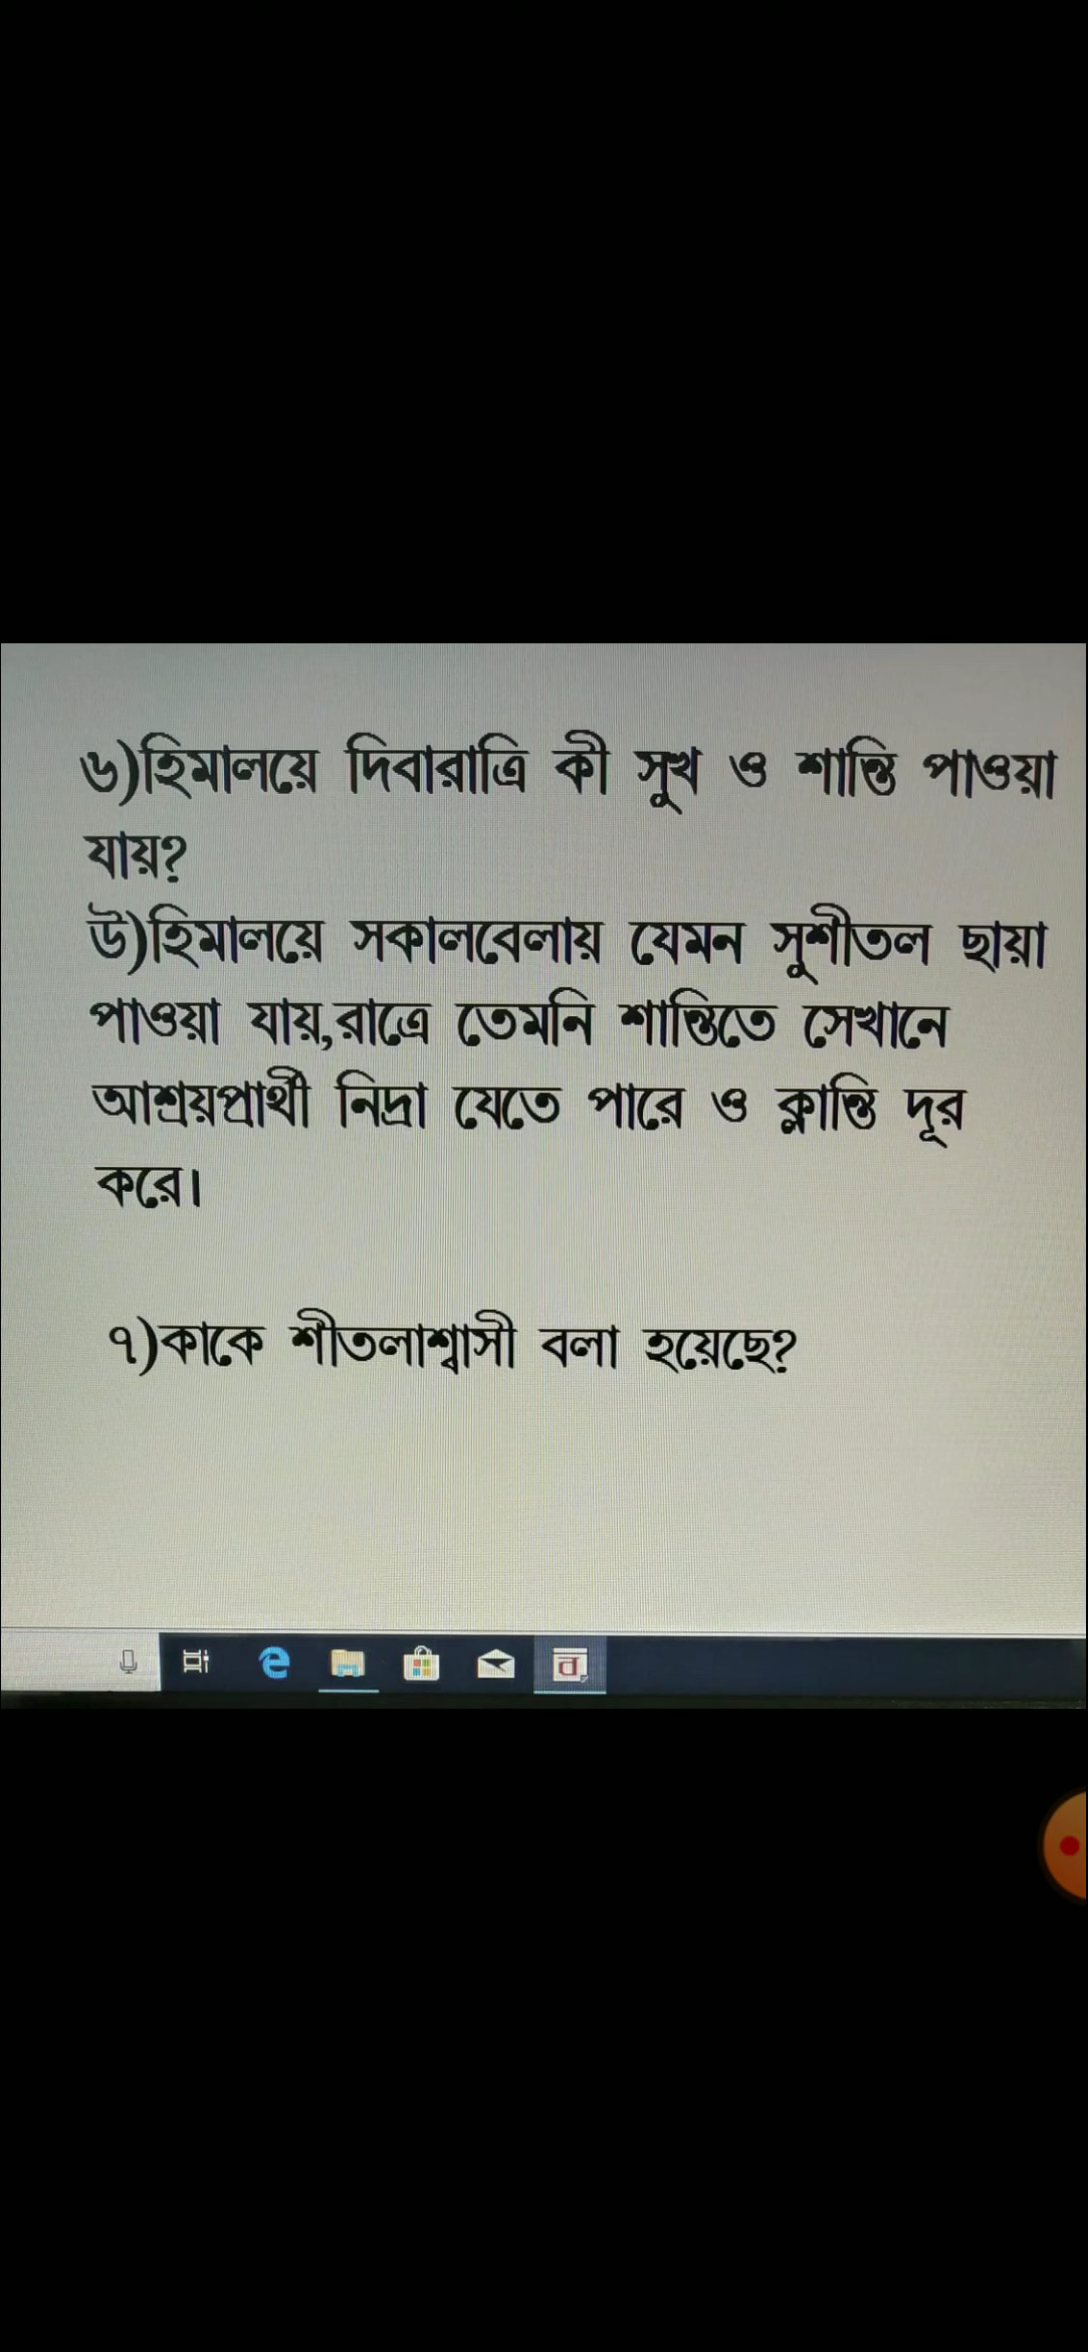 ৬)হিমালয়ে দিবারাত্রি কী সুখ ও শান্তি পাওয়া
যায়?
উ)হিমালয়ে সকালবেলায় যেমন সুশীতল ছায়া
পাওয়া যায়,রাত্রে তেমনি শান্তিতে সেখানে
আশ্রয়প্রার্থী নিদ্রা যেতে পারে ও ক্লান্তি দূর
করে।
৭)কাকে শীতলাশ্বাসী বলা হয়েছে?